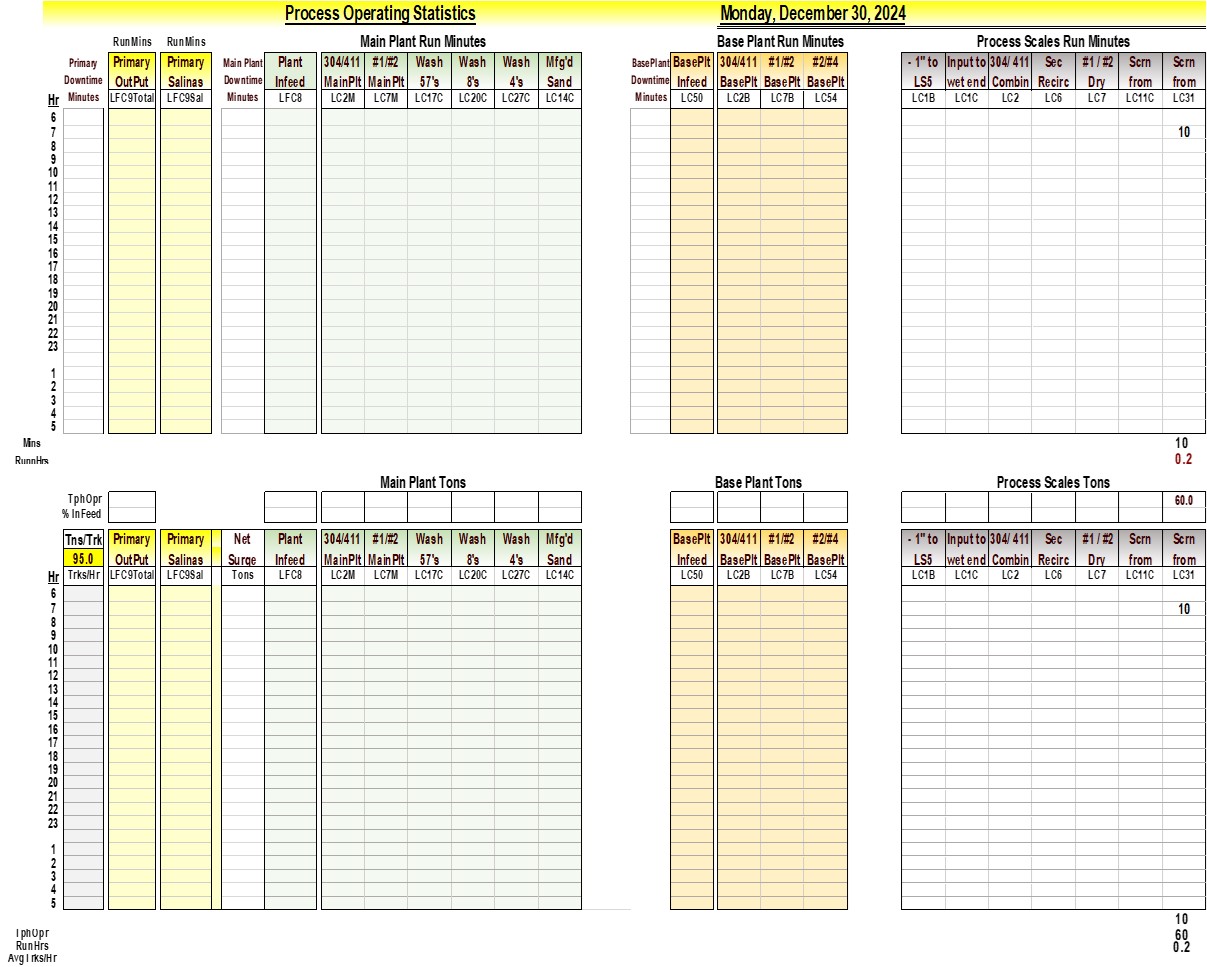 Process Operating Statistics Monday, December 30, 2024
RunMins RunMins Main Plant Run Minutes Base Plant Run Minutes Process Scales Run Minutes
Primary Primary Primary Main Plant Plant 304/411 #1/#2 Wash Wash Wash Mfg'd BasePlant BasePlt 304/411 #1/#2 #2/#4 - 1" to Input to 304/ 411 Sec #1 / #2 Scrn Scrn
Downtime OutPut Salinas Downtime Infeed MainPlt MainPlt 57's 8's 4's Sand Downtime Infeed BasePlt BasePlt BasePlt LS5 wet end Combin Recirc Dry from from
Hr Minutes LFC9Total LFC9Sal Minutes LFC8 LC2M LC7M LC17C LC20C LC27C LC14C Minutes LC50 LC2B LC7B LC54 LC1B LC1C LC2 LC6 LC7 LC11C LC31
6
7 10
8
9
10
11
12
13
14
15
16
17
18
19
20
21
22
23
1
2
3
4
5
Mins 10
RunnHrs 0.2
Main Plant Tons Base Plant Tons Process Scales Tons
TphOpr 60.0
% InFeed
Tns/Trk Primary Primary Net Plant 304/411 #1/#2 Wash Wash Wash Mfg'd BasePlt 304/411 #1/#2 #2/#4 - 1" to Input to 304/ 411 Sec #1 / #2 Scrn Scrn
95.0 OutPut Salinas Surge Infeed MainPlt MainPlt 57's 8's 4's Sand Infeed BasePlt BasePlt BasePlt LS5 wet end Combin Recirc Dry from from
Hr Trks/Hr LFC9Total LFC9Sal Tons LFC8 LC2M LC7M LC17C LC20C LC27C LC14C LC50 LC2B LC7B LC54 LC1B LC1C LC2 LC6 LC7 LC11C LC31
6
7 10
8
9
10
11
12
13
14
15
16
17
18
19
20
21
22
23
1
2
3
4
5
10
TphOpr 60
RunHrs 0.2
AvgTrks/Hr